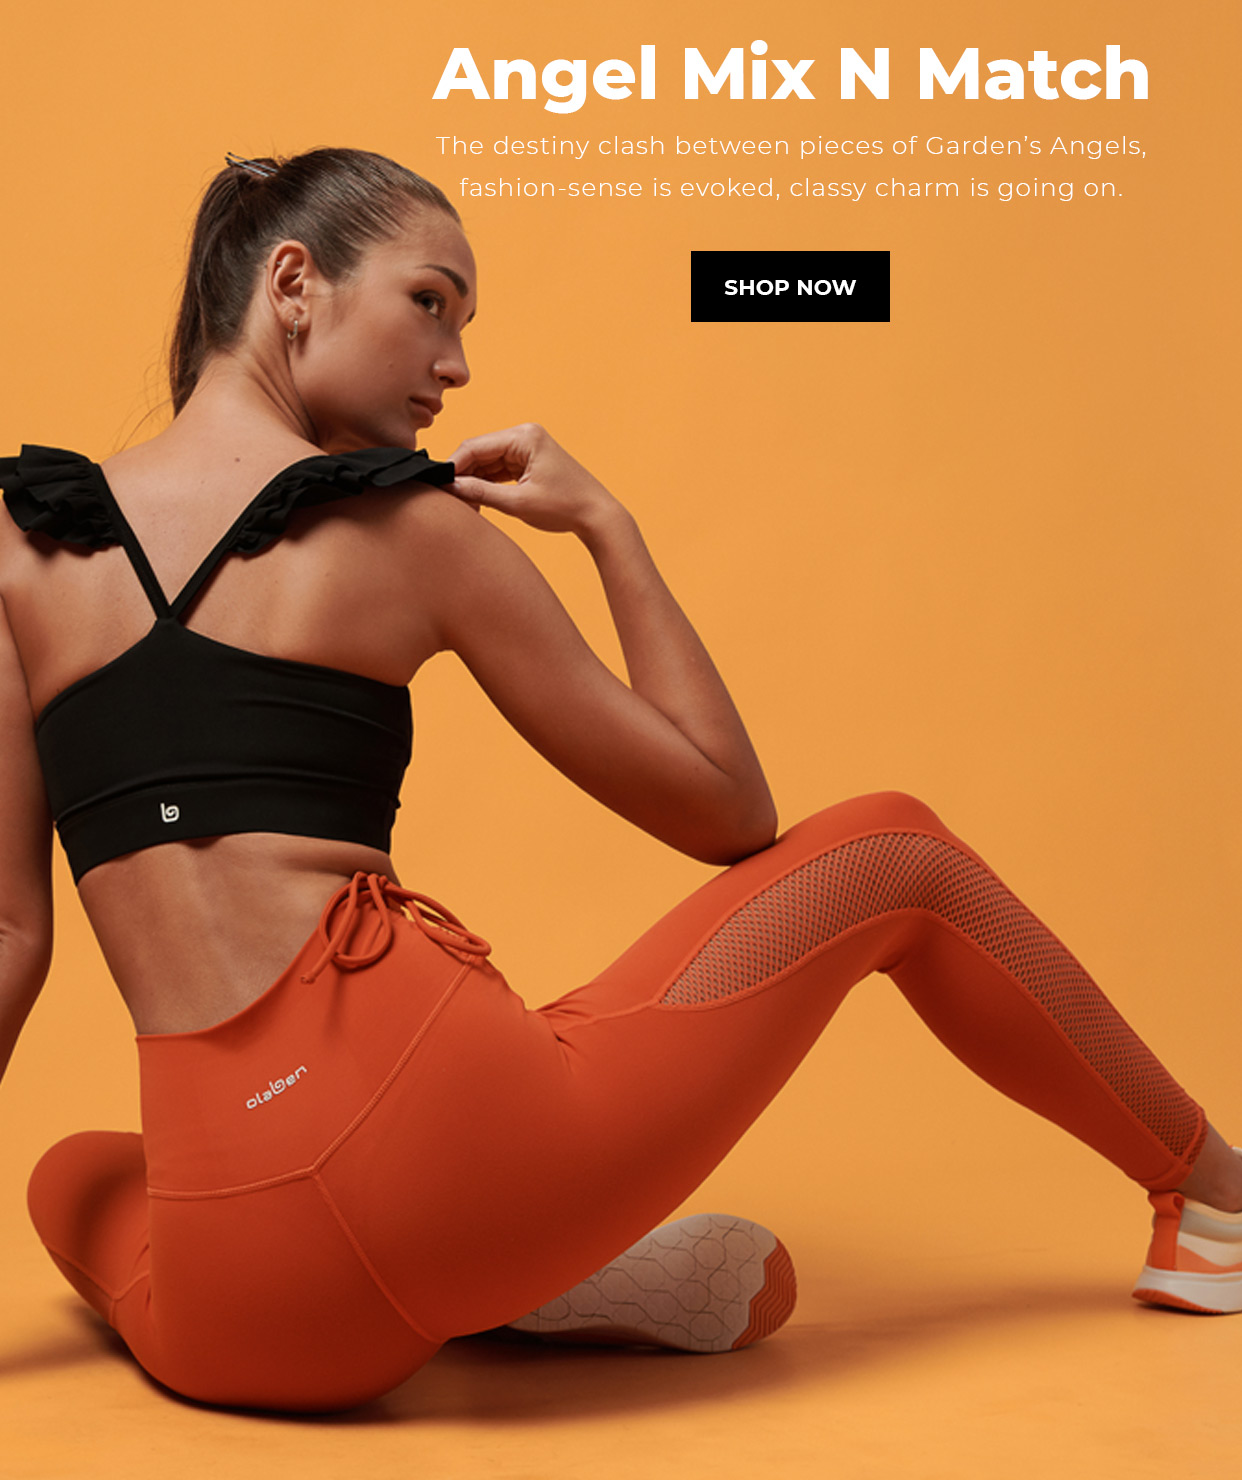 Angel Mix N Match
The destiny clash between pieces of Garden’s Angels,
fashion-sense is evoked, classy charm is going on.
SHOP NOW
olaben